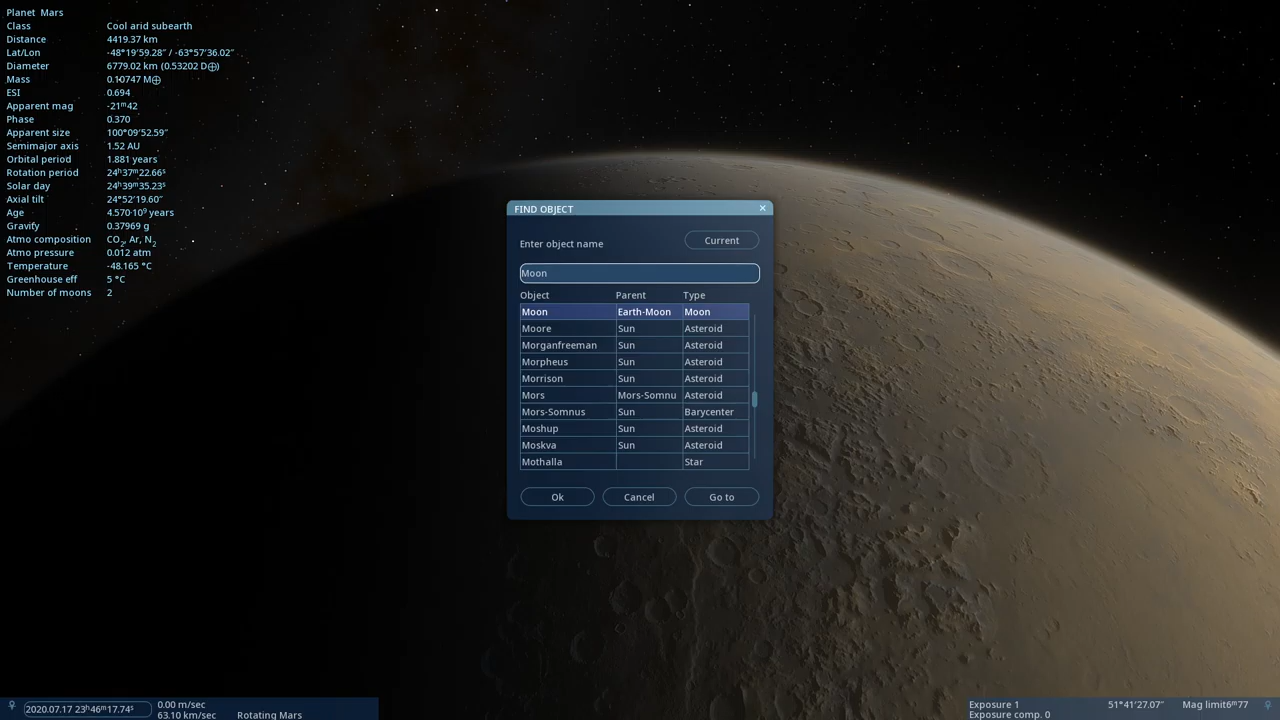 Planet Mars
Class Cool arid subearth
Distance 4419.37 km
Lat/Lon -48°19′59.28″ / -63°57′36.02″
Diameter 6779.02 km (0.53202 D⊕)
Mass 0.10747 M⊕
ESI 0.694
Apparent mag -21ᵐ42
Phase 0.370
Apparent size 100°09′52.59″
Semimajor axis 1.52 AU
Orbital period 1.881 years
Rotation period 24ʰ37ᵐ22.66ˢ
Solar day 24ʰ39ᵐ35.23ˢ
Axial tilt 24°52′19.60″
Age 4.570·10⁹ years
Gravity 0.37969 g
Atmo composition CO₂, Ar, N₂
Atmo pressure 0.012 atm
Temperature -48.165 °C
Greenhouse eff 5 °C
Number of moons 2
FIND OBJECT ×
Enter object name Current
Moon
Object Parent Type
Moon Earth-Moon Moon
Moore Sun Asteroid
Morganfreeman Sun Asteroid
Morpheus Sun Asteroid
Morrison Sun Asteroid
Mors Mors-Somnu Asteroid
Mors-Somnus Sun Barycenter
Moshup Sun Asteroid
Moskva Sun Asteroid
Mothalla Star
Ok Cancel Go to
2020.07.17 23ʰ46ᵐ17.74ˢ
0.00 m/sec
63.10 km/sec Rotating Mars
Exposure 1 51°41′27.07″ Mag limit6ᵐ77
Exposure comp. 0